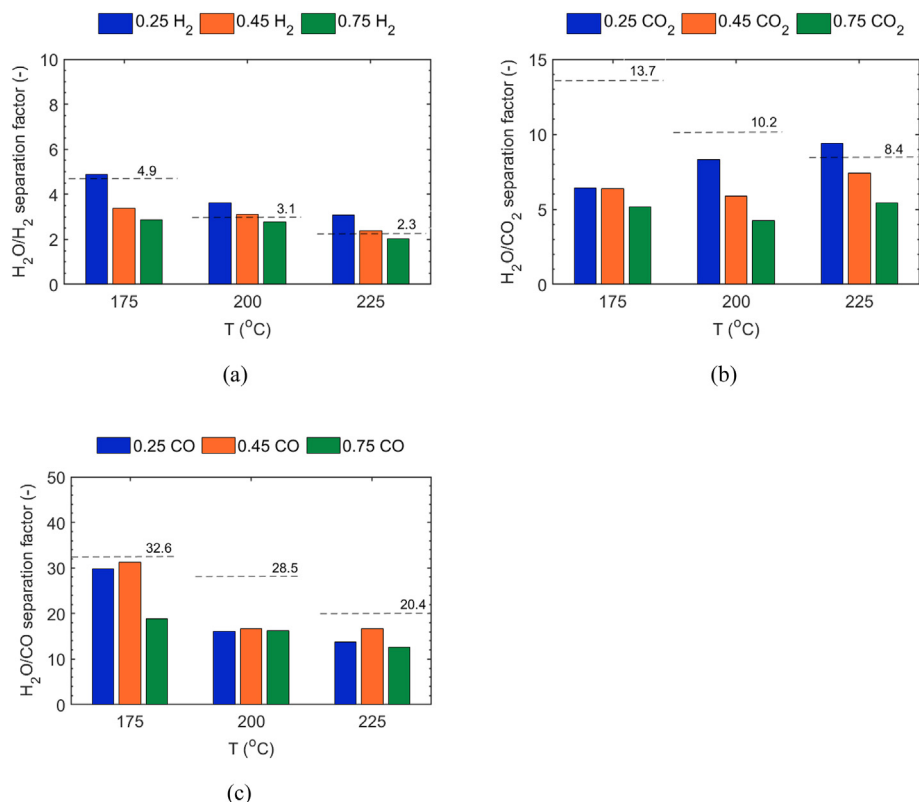 0.25 H₂ 0.45 H₂ 0.75 H₂
H₂O/H₂ separation factor (-)
10
8
6
4
2
0
4.9
3.1
2.3
175 200 225
T (°C)
(a)
0.25 CO₂ 0.45 CO₂ 0.75 CO₂
H₂O/CO₂ separation factor (-)
15
10
5
0
13.7
10.2
8.4
175 200 225
T (°C)
(b)
0.25 CO 0.45 CO 0.75 CO
H₂O/CO separation factor (-)
50
40
30
20
10
0
32.6
28.5
20.4
175 200 225
T (°C)
(c)